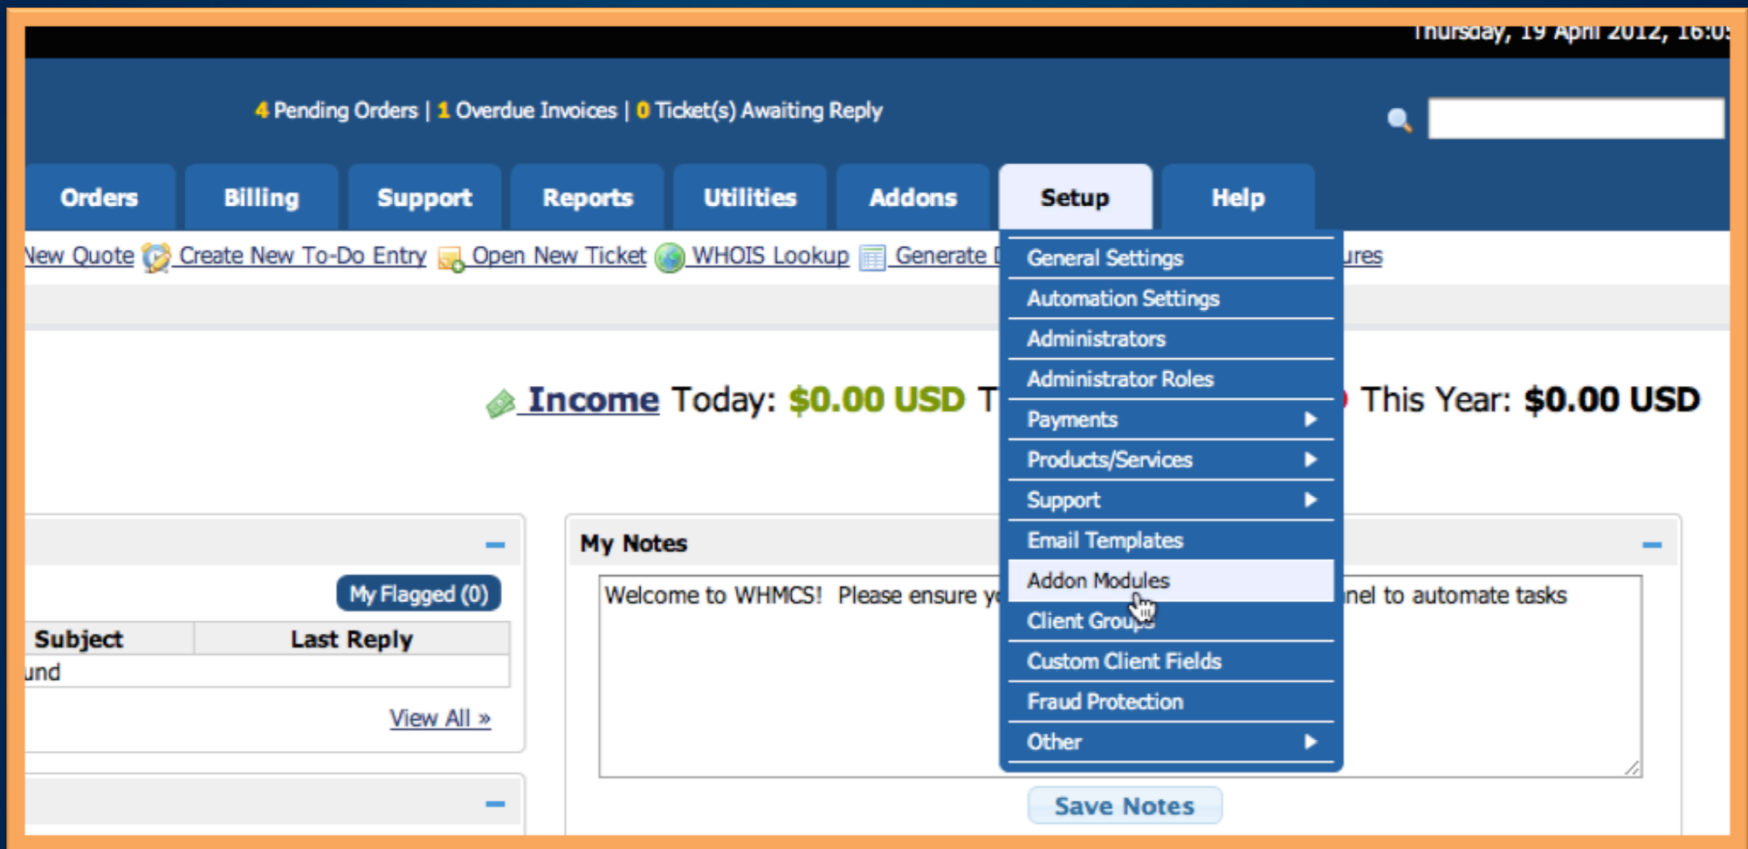 Thursday, 19 April 2012, 16:05
4 Pending Orders | 1 Overdue Invoices | 0 Ticket(s) Awaiting Reply
Orders Billing Support Reports Utilities Addons Setup Help
New Quote Create New To-Do Entry Open New Ticket WHOIS Lookup Generate
General Settings
Automation Settings
Administrators
Administrator Roles
Payments
Products/Services
Support
Email Templates
Addon Modules
Client Groups
Custom Client Fields
Fraud Protection
Other
Income Today: $0.00 USD This Year: $0.00 USD
My Flagged (0)
Subject Last Reply
View All »
My Notes
Welcome to WHMCS! Please ensure to automate tasks
Save Notes